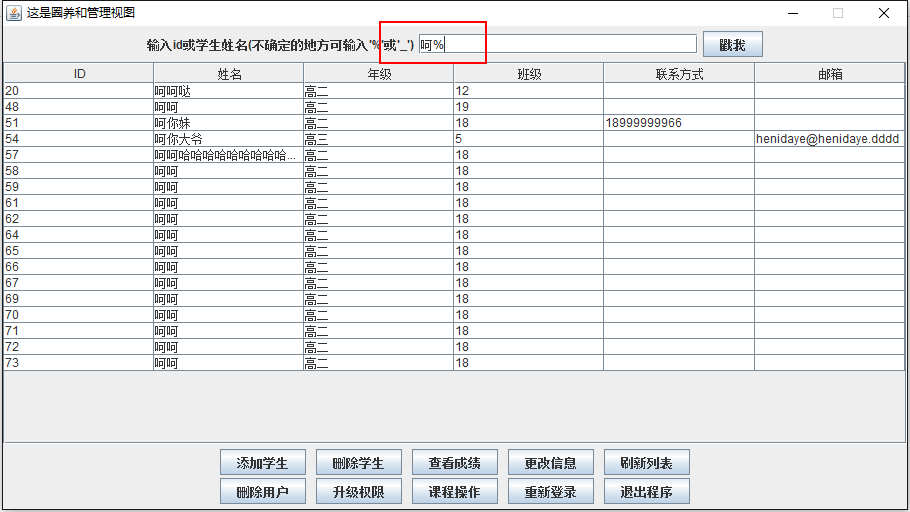 这是圈养和管理视图
输入id或学生姓名(不确定的地方可输入'%'或'_') 呵% 戳我
ID 姓名 年级 班级 联系方式 邮箱
20 呵呵哒 高二 12
48 呵呵 高二 19
51 呵你妹 高二 18 18999999966
54 呵你大爷 高三 5 henidaye@henidaye.dddd
57 呵呵哈哈哈哈哈哈哈哈哈... 高二 18
58 呵呵 高二 18
59 呵呵 高二 18
61 呵呵 高二 18
62 呵呵 高二 18
64 呵呵 高二 18
65 呵呵 高二 18
66 呵呵 高二 18
67 呵呵 高二 18
69 呵呵 高二 18
70 呵呵 高二 18
71 呵呵 高二 18
72 呵呵 高二 18
73 呵呵 高二 18
添加学生 删除学生 查看成绩 更改信息 刷新列表
删除用户 升级权限 课程操作 重新登录 退出程序